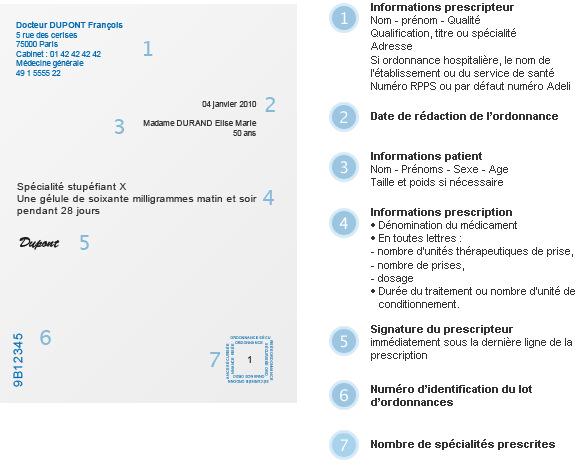 Docteur DUPONT François
5 rue des cerises
75000 Paris
Cabinet : 01 42 42 42 42
Médecine générale
49 1 5555 22
1
04 janvier 2010
2
3
Madame DURAND Elise Marie
50 ans
Spécialité stupéfiant X
Une gélule de soixante milligrammes matin et soir
pendant 28 jours
4
Dupont
5
6
9B12345
7
ORDONNANCE SÉCU
1
1
Informations prescripteur
Nom - prénom - Qualité
Qualification, titre ou spécialité
Adresse
Si ordonnance hospitalière, le nom de
l'établissement ou du service de santé
Numéro RPPS ou par défaut numéro Adeli
2
Date de rédaction de l'ordonnance
3
Informations patient
Nom - Prénoms - Sexe - Age
Taille et poids si nécessaire
4
Informations prescription
• Dénomination du médicament
• En toutes lettres :
- nombre d'unités thérapeutiques de prise,
- nombre de prises,
- dosage
• Durée du traitement ou nombre d'unité de
conditionnement.
5
Signature du prescripteur
immédiatement sous la dernière ligne de la
prescription
6
Numéro d'identification du lot
d'ordonnances
7
Nombre de spécialités prescrites